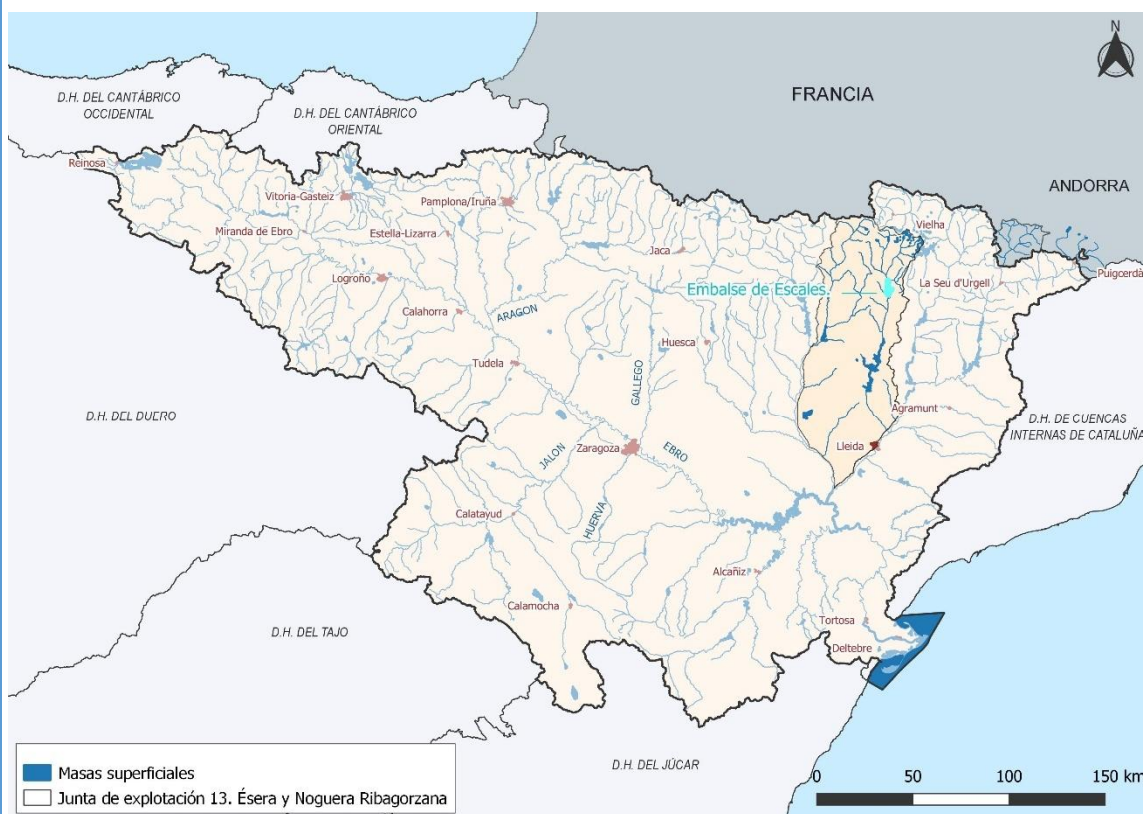 N
FRANCIA
D.H. DEL CANTÁBRICO
OCCIDENTAL
D.H. DEL CANTÁBRICO
ORIENTAL
ANDORRA
Reinosa
Vitoria-Gasteiz
Pamplona/Iruña
Vielha
Miranda de Ebro
Estella-Lizarra
Jaca
Puigcerdà
Logroño
Embalse de Escales.
La Seu d'Urgell
Calahorra
ARAGON
Huesca
Tudela
GALLEGO
Agramunt
D.H. DEL DUERO
D.H. DE CUENCAS
INTERNAS DE CATALUÑA
Lleida
Zaragoza
EBRO
JALON
HUERVA
Calatayud
Alcañiz
Calamocha
Tortosa
D.H. DEL TAJO
Deltebre
D.H. DEL JÚCAR
Masas superficiales
Junta de explotación 13. Ésera y Noguera Ribagorzana
0 50 100 150 km